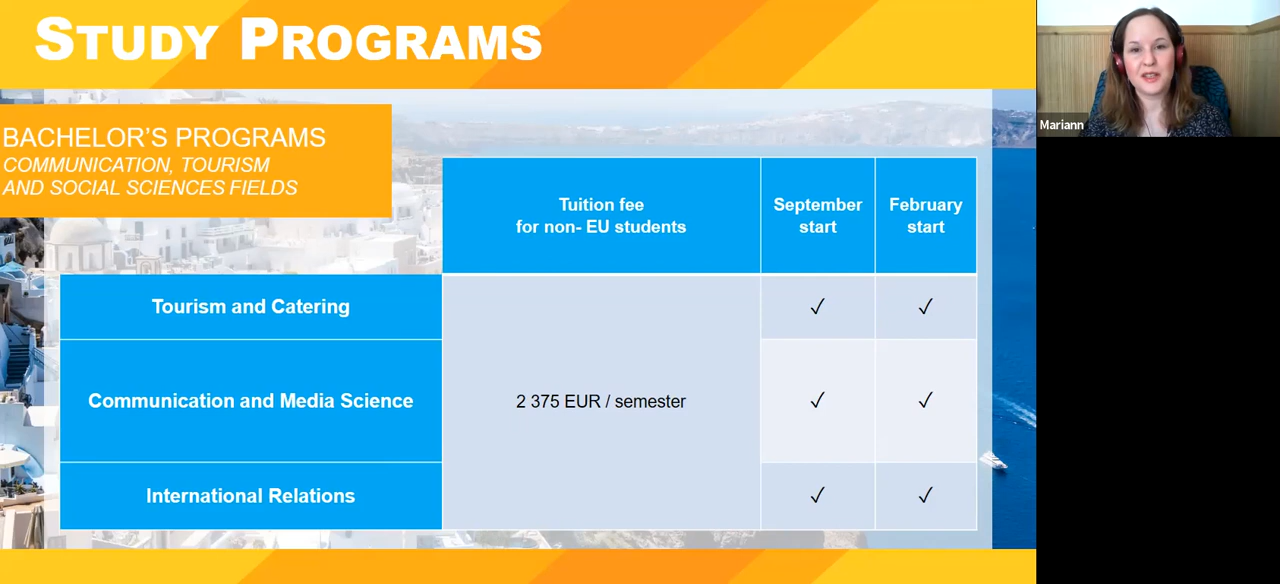 STUDY PROGRAMS
Mariann
BACHELOR'S PROGRAMS
COMMUNICATION, TOURISM
AND SOCIAL SCIENCES FIELDS
Tuition fee
for non- EU students
September
start
February
start
Tourism and Catering
✓
✓
Communication and Media Science
2 375 EUR / semester
✓
✓
International Relations
✓
✓